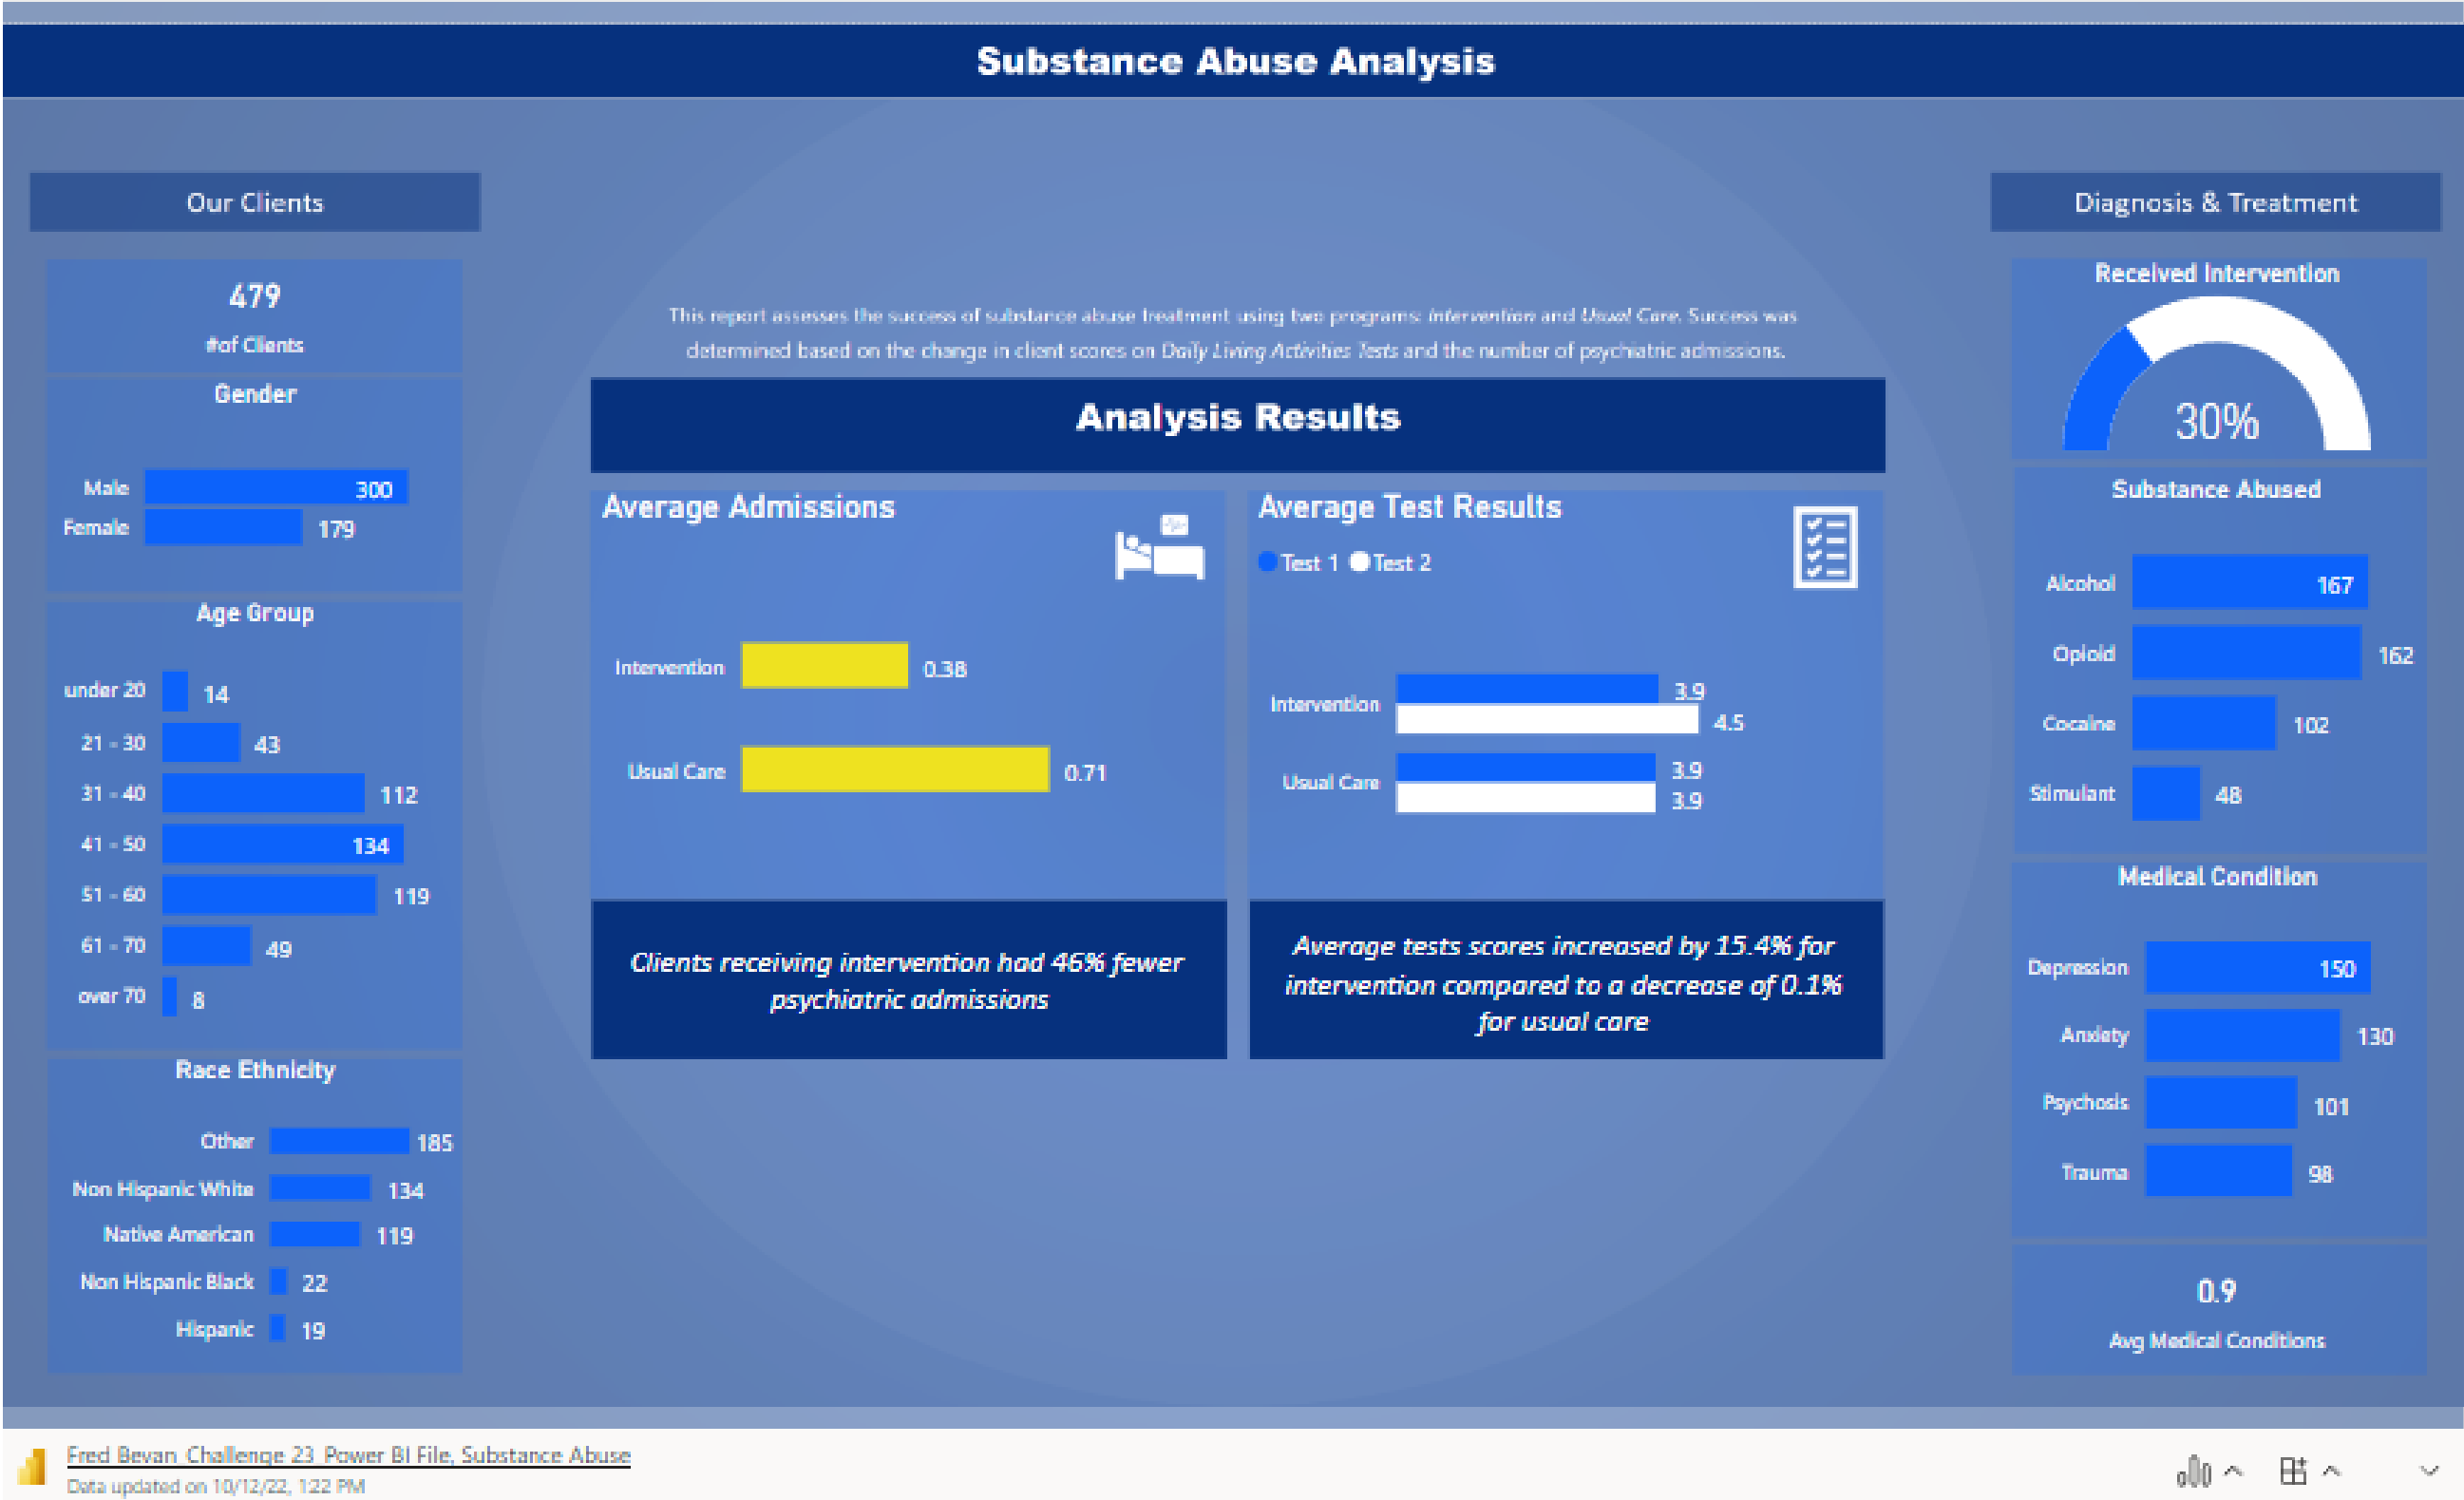 Substance Abuse Analysis
Our Clients
479
#of Clients
Gender
Male 300
Female 179
Age Group
under 20 14
21 - 30 43
31 - 40 112
41 - 50 134
51 - 60 119
61 - 70 49
over 70 8
Race Ethnicity
Other 185
Non Hispanic White 134
Native American 119
Non Hispanic Black 22
Hispanic 19
This report assesses the success of substance abuse treatment using two programs: Intervention and Usual Care. Success was
determined based on the change in client scores on Daily Living Activities Tests and the number of psychiatric admissions.
Analysis Results
Average Admissions
Intervention 0.38
Usual Care 0.71
Clients receiving intervention had 46% fewer
psychiatric admissions
Average Test Results
Test 1 Test 2
Intervention 3.9
4.5
Usual Care 3.9
3.9
Average tests scores increased by 15.4% for
intervention compared to a decrease of 0.1%
for usual care
Diagnosis & Treatment
Received Intervention
30%
Substance Abused
Alcohol 167
Opioid 162
Cocaine 102
Stimulant 48
Medical Condition
Depression 150
Anxiety 130
Psychosis 101
Trauma 98
0.9
Avg Medical Conditions
Fred Bevan_Challenge 23_Power BI File, Substance Abuse
Data updated on 10/12/22, 1:22 PM